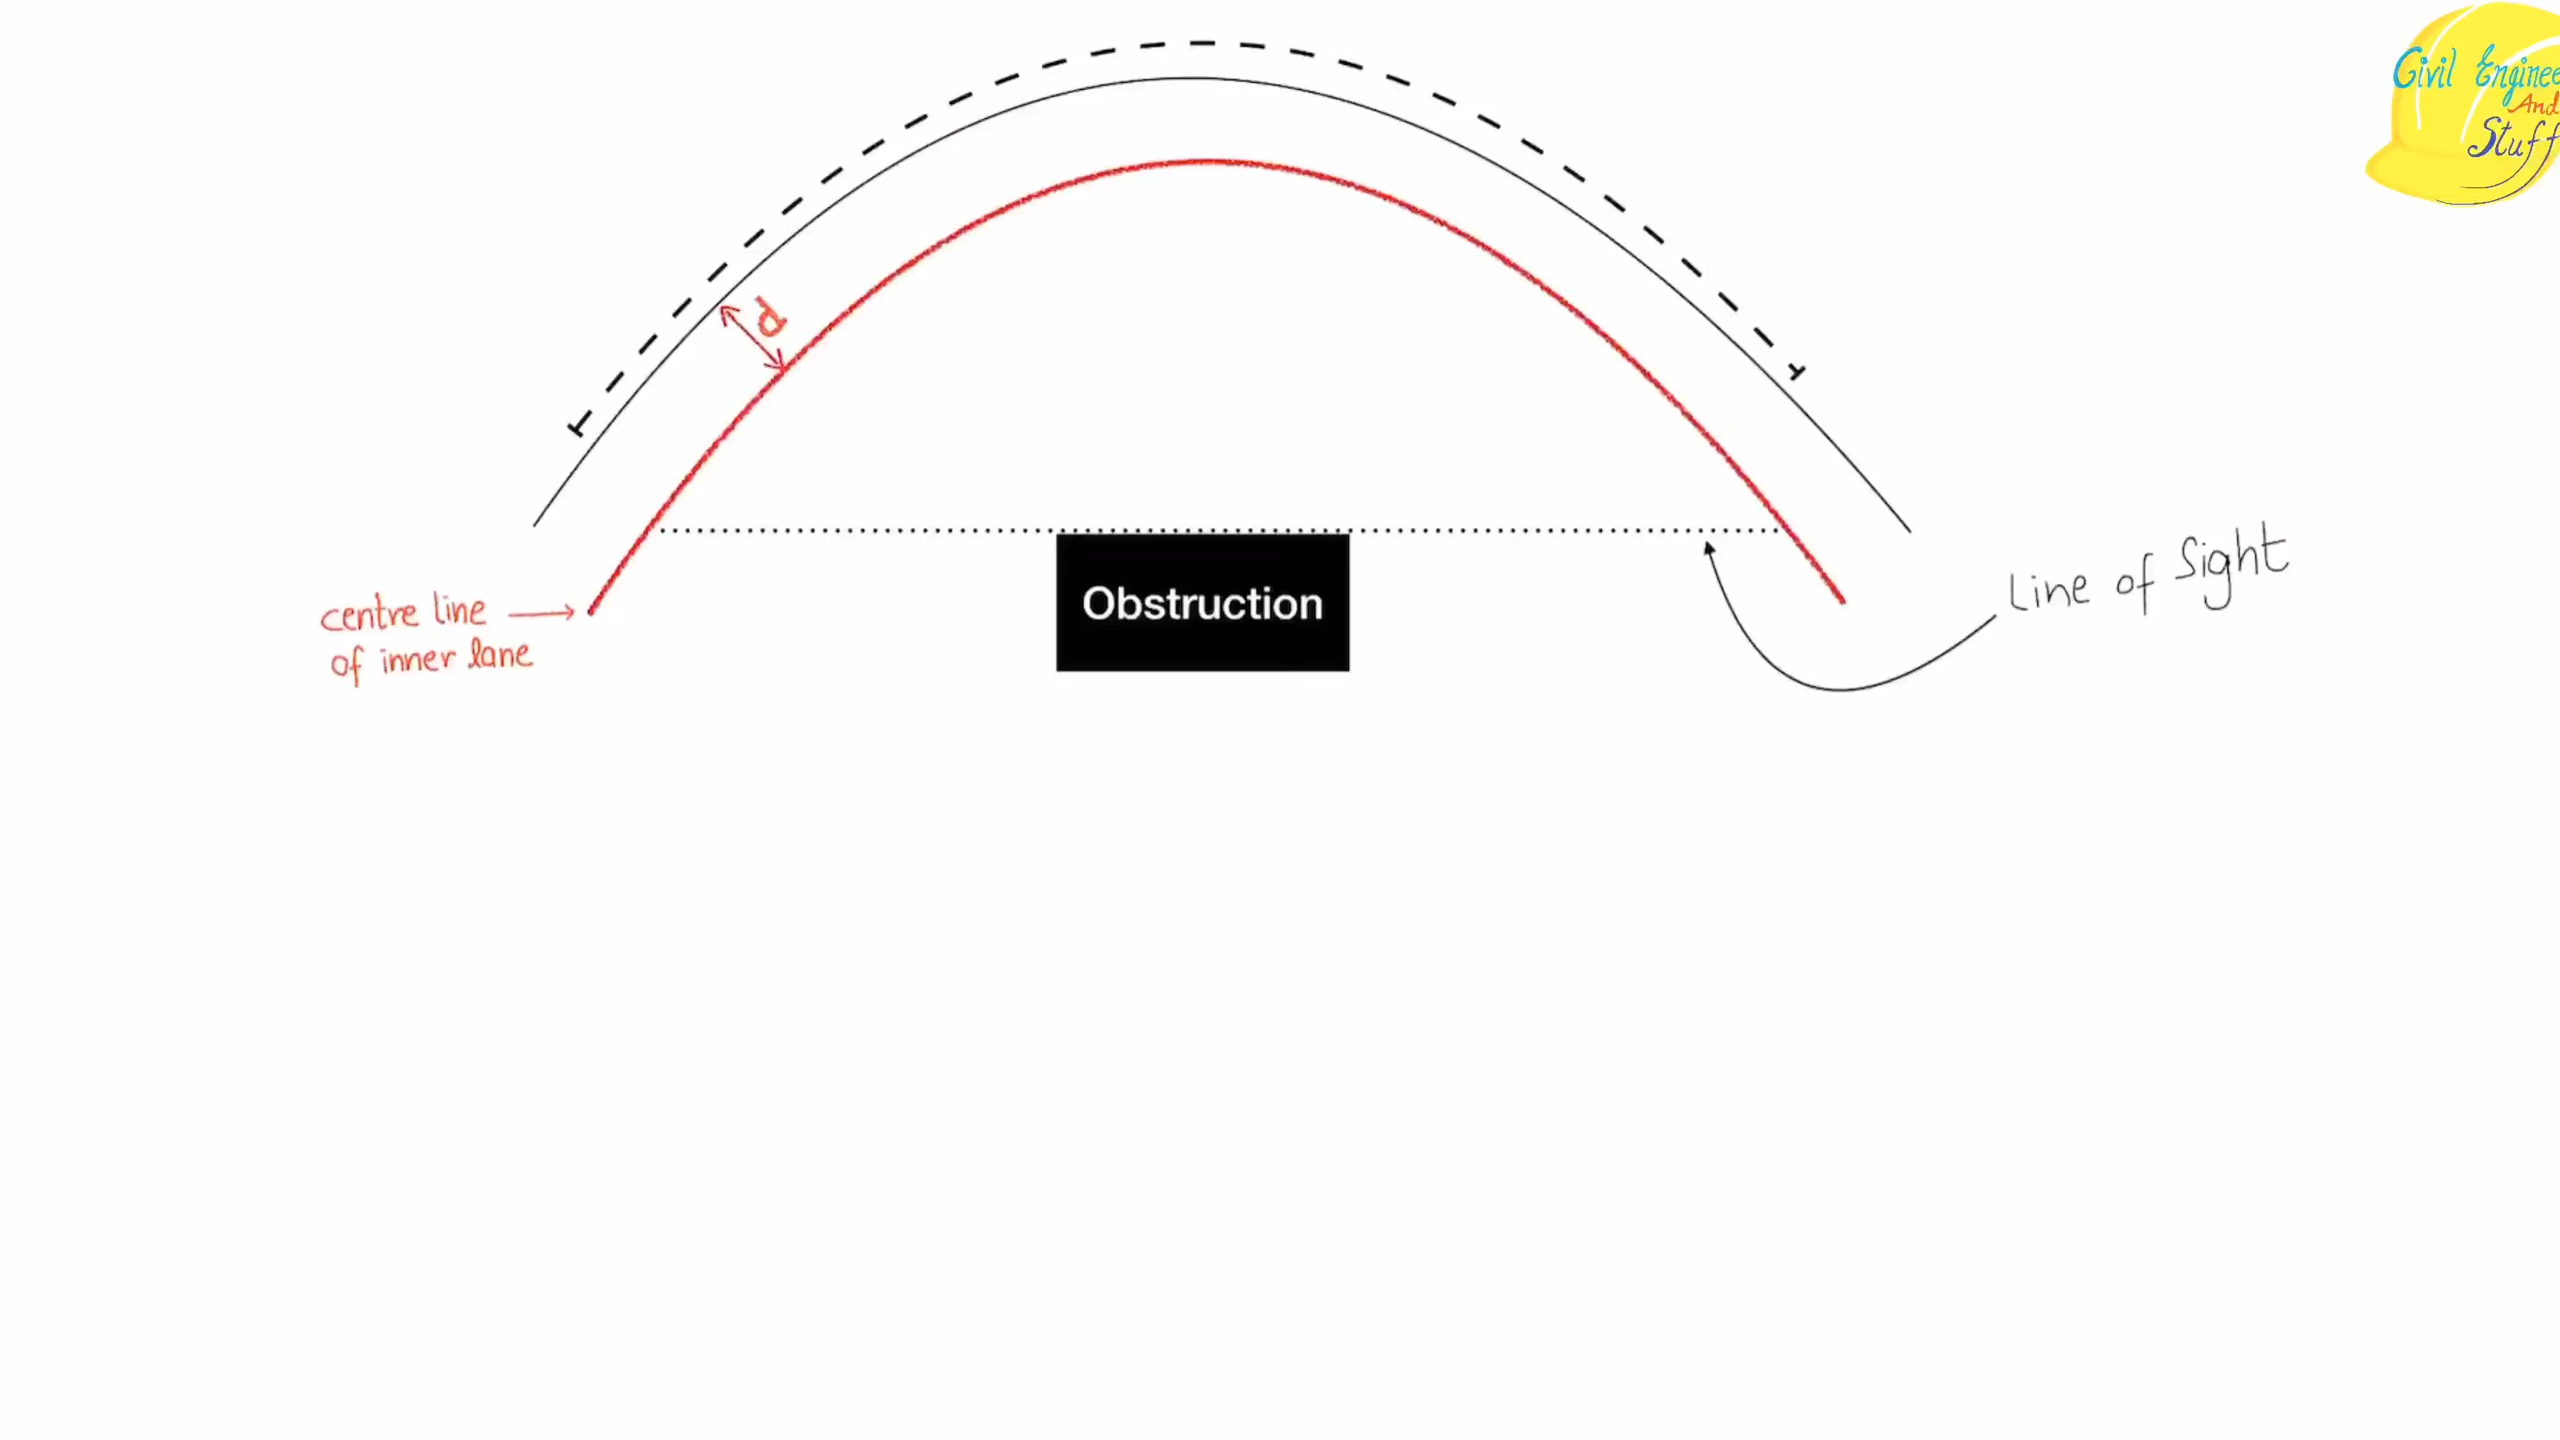 Civil Enginee
And
Stuff
d
Line of Sight
Obstruction
centre line
of inner lane